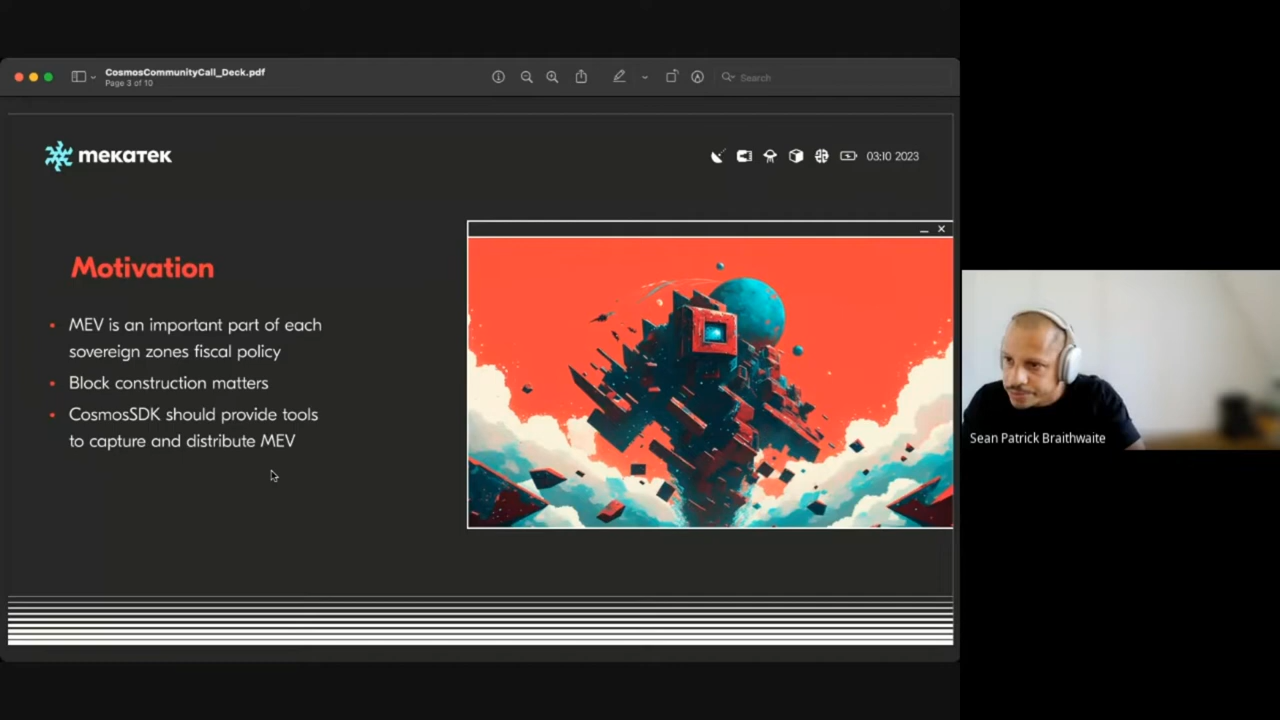 CosmosCommunityCall_Deck.pdf
Page 3 of 10
Search
mekatek
03:10 2023
Motivation
• MEV is an important part of each
sovereign zones fiscal policy
• Block construction matters
• CosmosSDK should provide tools
to capture and distribute MEV
Sean Patrick Braithwaite